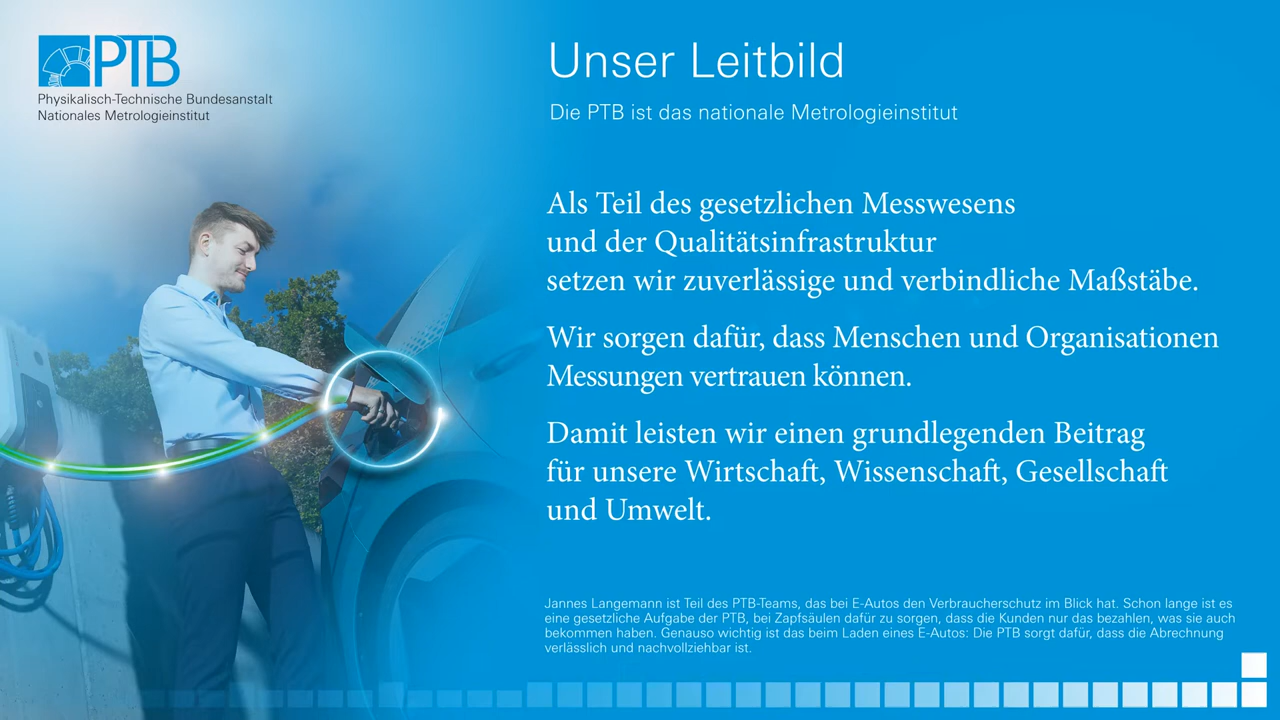 PTB
Physikalisch-Technische Bundesanstalt
Nationales Metrologieinstitut
Unser Leitbild
Die PTB ist das nationale Metrologieinstitut
Als Teil des gesetzlichen Messwesens
und der Qualitätsinfrastruktur
setzen wir zuverlässige und verbindliche Maßstäbe.
Wir sorgen dafür, dass Menschen und Organisationen
Messungen vertrauen können.
Damit leisten wir einen grundlegenden Beitrag
für unsere Wirtschaft, Wissenschaft, Gesellschaft
und Umwelt.
Jannes Langemann ist Teil des PTB-Teams, das bei E-Autos den Verbraucherschutz im Blick hat. Schon lange ist es
eine gesetzliche Aufgabe der PTB, bei Zapfsäulen dafür zu sorgen, dass die Kunden nur das bezahlen, was sie auch
bekommen haben. Genauso wichtig ist das beim Laden eines E-Autos: Die PTB sorgt dafür, dass die Abrechnung
verlässlich und nachvollziehbar ist.